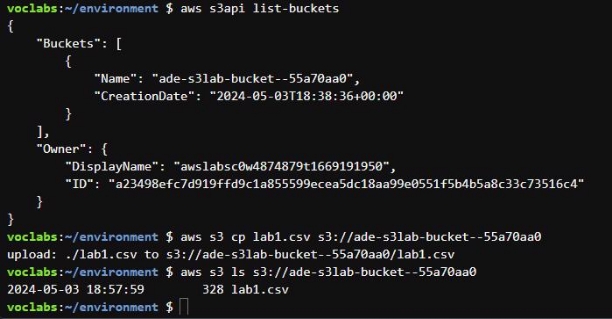 voclabs:~/environment $ aws s3api list-buckets
{
    "Buckets": [
        {
            "Name": "ade-s3lab-bucket--55a70aa0",
            "CreationDate": "2024-05-03T18:38:36+00:00"
        }
    ],
    "Owner": {
        "DisplayName": "awslabsc0w4874879t1669191950",
        "ID": "a23498efc7d919ffd9c1a855599ecea5dc18aa99e0551f5b4b5a8c33c73516c4"
    }
}
voclabs:~/environment $ aws s3 cp lab1.csv s3://ade-s3lab-bucket--55a70aa0
upload: ./lab1.csv to s3://ade-s3lab-bucket--55a70aa0/lab1.csv
voclabs:~/environment $ aws s3 ls s3://ade-s3lab-bucket--55a70aa0
2024-05-03 18:57:59        328 lab1.csv
voclabs:~/environment $